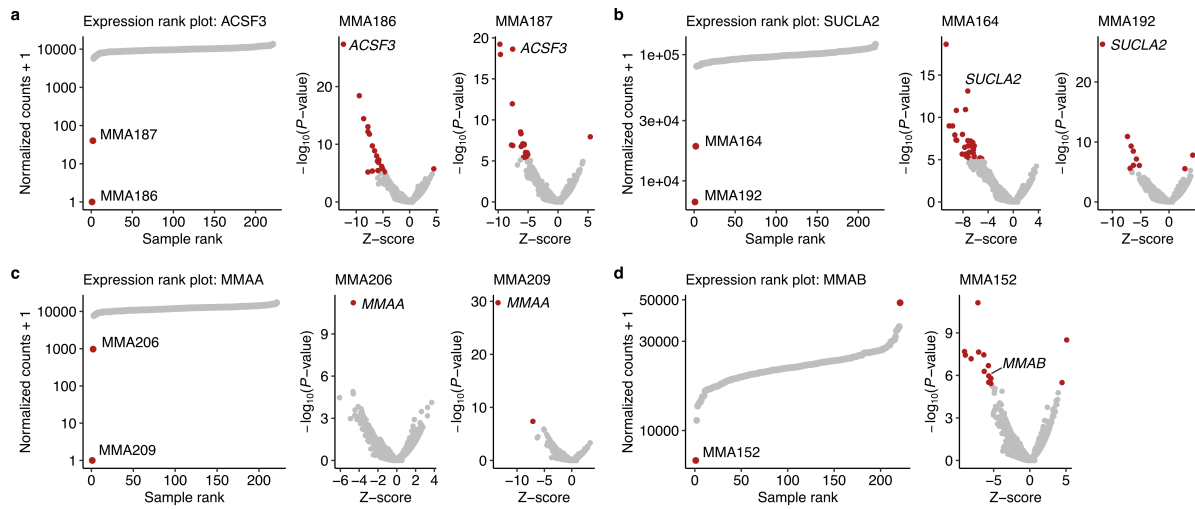 a
Expression rank plot: ACSF3
Normalized counts + 1
10000
1000
100
10
1
MMA187
MMA186
0
50
100
150
200
Sample rank
MMA186
−log10(P−value)
20
10
0
ACSF3
−10
−5
0
5
Z−score
MMA187
−log10(P−value)
20
15
10
5
0
ACSF3
−10
−5
0
5
Z−score
b
Expression rank plot: SUCLA2
Normalized counts + 1
1e+05
3e+04
1e+04
MMA164
MMA192
0
50
100
150
200
Sample rank
MMA164
−log10(P−value)
15
10
5
0
SUCLA2
−8
−4
0
4
Z−score
MMA192
−log10(P−value)
20
10
0
SUCLA2
−10
−5
0
Z−score
c
Expression rank plot: MMAA
Normalized counts + 1
10000
1000
100
10
1
MMA206
MMA209
0
50
100
150
200
Sample rank
MMA206
−log10(P−value)
9
6
3
0
MMAA
−6
−4
−2
0
2
4
Z−score
MMA209
−log10(P−value)
30
20
10
0
MMAA
−10
−5
0
Z−score
d
Expression rank plot: MMAB
Normalized counts + 1
50000
30000
10000
MMA152
0
50
100
150
200
Sample rank
MMA152
−log10(P−value)
9
6
3
0
MMAB
−5
0
5
Z−score